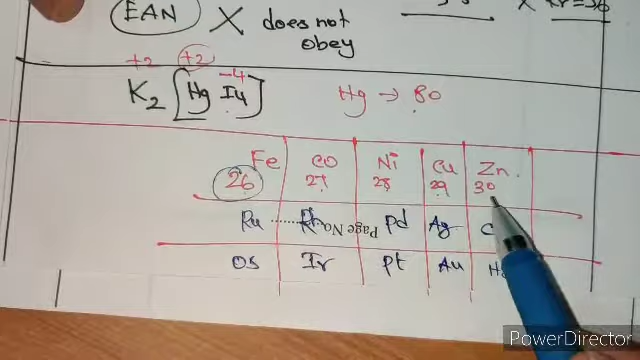 EAN X does not obey
+2 +2 -4
K2 [Hg I4] Hg → 80
Fe CO Ni Cu Zn
26 27 28 29 30
Ru Rh Page No. Pd Ag C
OS Ir pt Au H
PowerDirector